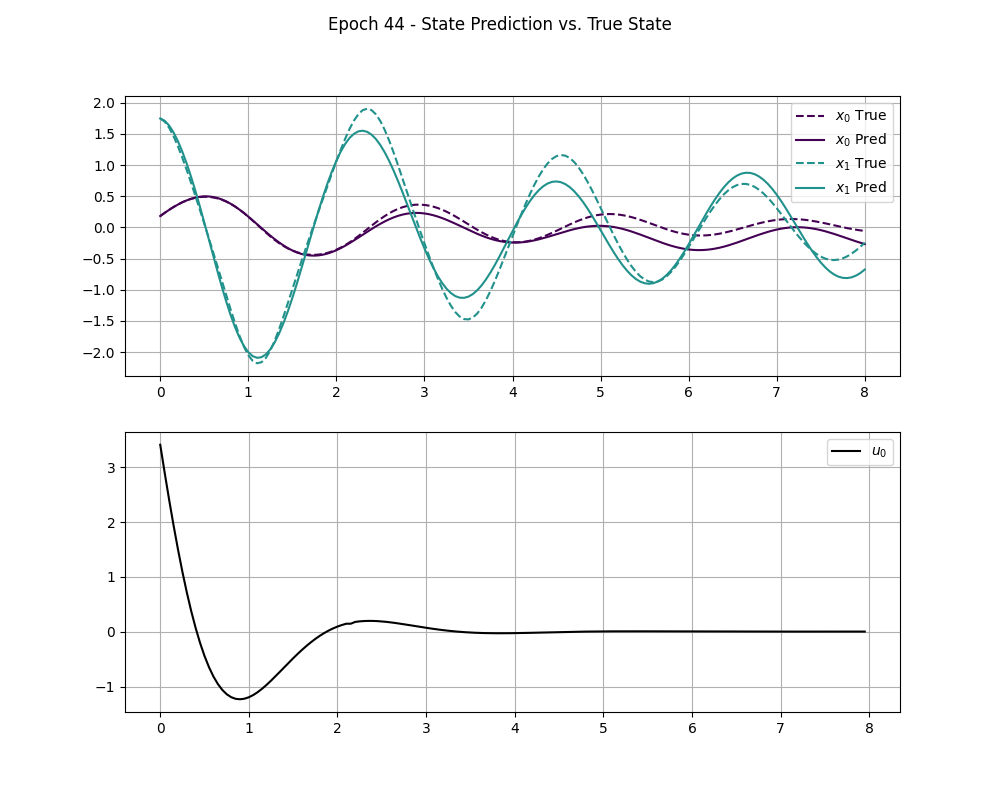 Epoch 44 - State Prediction vs. True State
2.0
1.5
1.0
0.5
0.0
−0.5
−1.0
−1.5
−2.0
x₀ True
x₀ Pred
x₁ True
x₁ Pred
0 1 2 3 4 5 6 7 8
3
2
1
0
−1
u₀
0 1 2 3 4 5 6 7 8